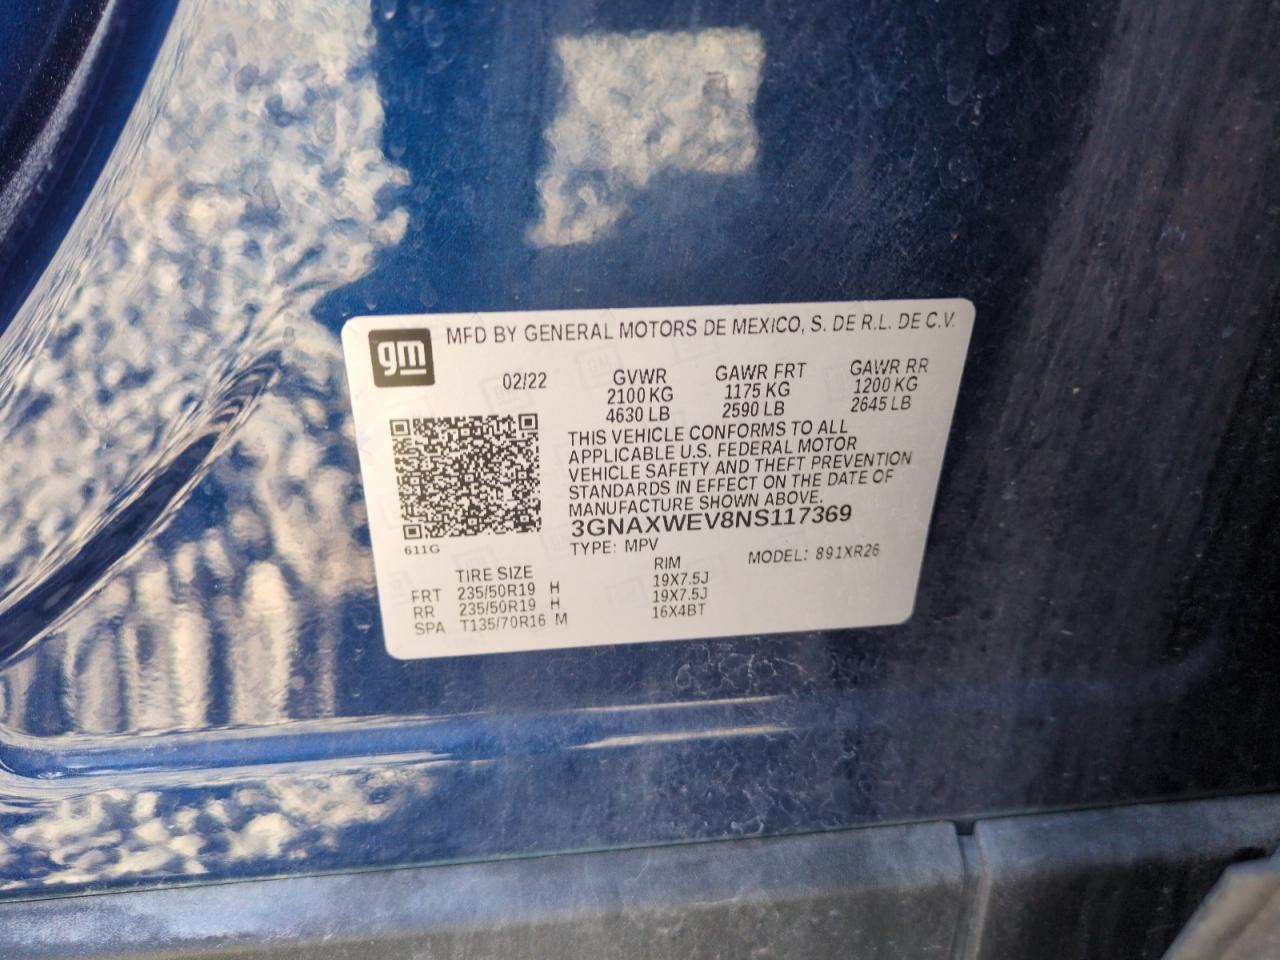 gm
MFD BY GENERAL MOTORS DE MEXICO, S. DE R.L. DE C.V.
02/22
GVWR GAWR FRT GAWR RR
2100 KG 1175 KG 1200 KG
4630 LB 2590 LB 2645 LB
THIS VEHICLE CONFORMS TO ALL
APPLICABLE U.S. FEDERAL MOTOR
VEHICLE SAFETY AND THEFT PREVENTION
STANDARDS IN EFFECT ON THE DATE OF
MANUFACTURE SHOWN ABOVE.
3GNAXWEV8NS117369
611G
TYPE: MPV
MODEL: 891XR26
TIRE SIZE RIM
FRT 235/50R19 H 19X7.5J
RR 235/50R19 H 19X7.5J
SPA T135/70R16 M 16X4BT